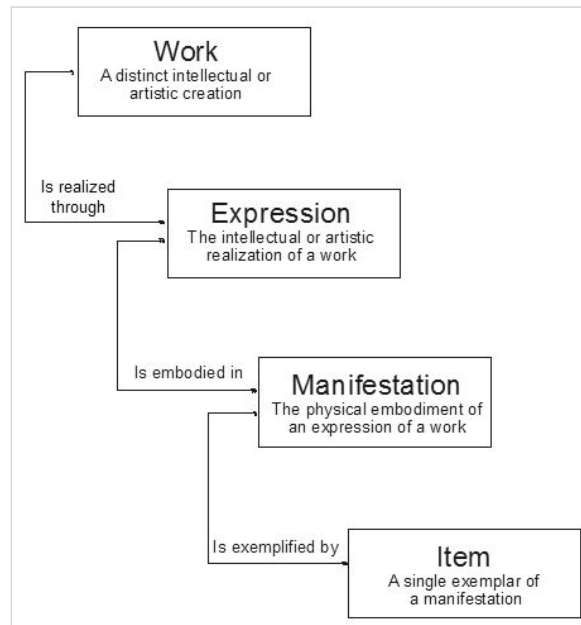 Work
A distinct intellectual or
artistic creation
Is realized
through
Expression
The intellectual or artistic
realization of a work
Is embodied in
Manifestation
The physical embodiment of
an expression of a work
Is exemplified by
Item
A single exemplar of
a manifestation